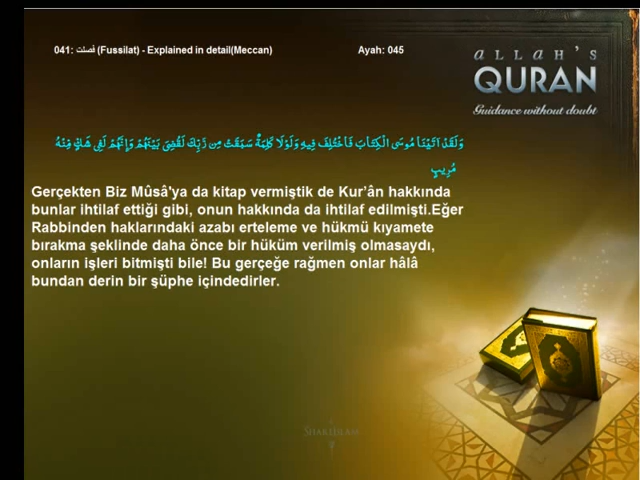 041: فصلت (Fussilat) - Explained in detail(Meccan)
Ayah: 045
ALLAH'S
QURAN
Guidance without doubt
وَلَقَدْ آتَيْنَا مُوسَى الْكِتَابَ فَاخْتُلِفَ فِيهِ وَلَوْلَا كَلِمَةٌ سَبَقَتْ مِن رَّبِّكَ لَقُضِيَ بَيْنَهُمْ وَإِنَّهُمْ لَفِي شَكٍّ مِّنْهُ
مُرِيبٍ
Gerçekten Biz Mûsâ'ya da kitap vermiştik de Kur’ân hakkında
bunlar ihtilaf ettiği gibi, onun hakkında da ihtilaf edilmişti.Eğer
Rabbinden haklarındaki azabı erteleme ve hükmü kıyamete
bırakma şeklinde daha önce bir hüküm verilmiş olmasaydı,
onların işleri bitmişti bile! Bu gerçeğe rağmen onlar hâlâ
bundan derin bir şüphe içindedirler.